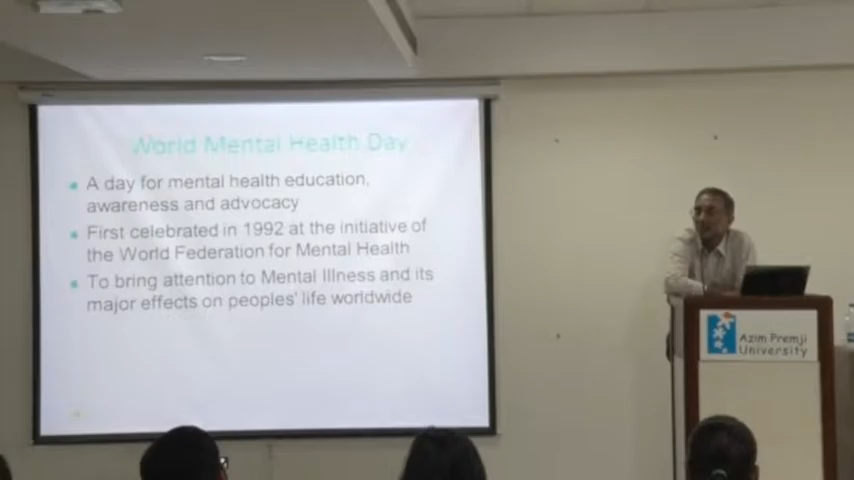 World Mental Health Day
A day for mental health education,
awareness and advocacy
First celebrated in 1992 at the initiative of
the World Federation for Mental Health
To bring attention to Mental Illness and its
major effects on peoples' life worldwide
Azim Premji
University